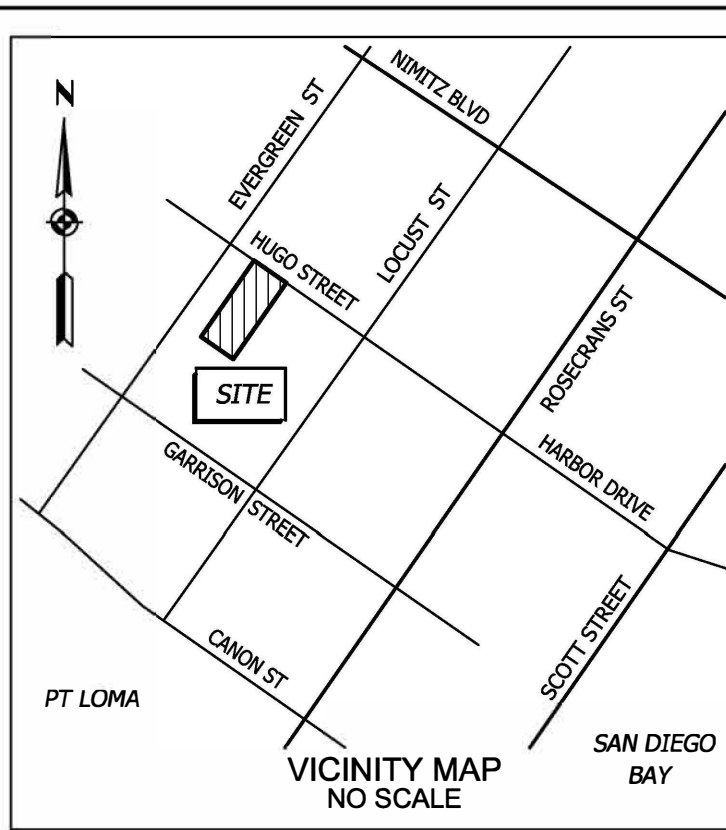 N
NIMITZ BLVD
EVERGREEN ST
LOCUST ST
HUGO STREET
ROSECRANS ST
SITE
HARBOR DRIVE
GARRISON STREET
SCOTT STREET
CANON ST
PT LOMA
SAN DIEGO
BAY
VICINITY MAP
NO SCALE